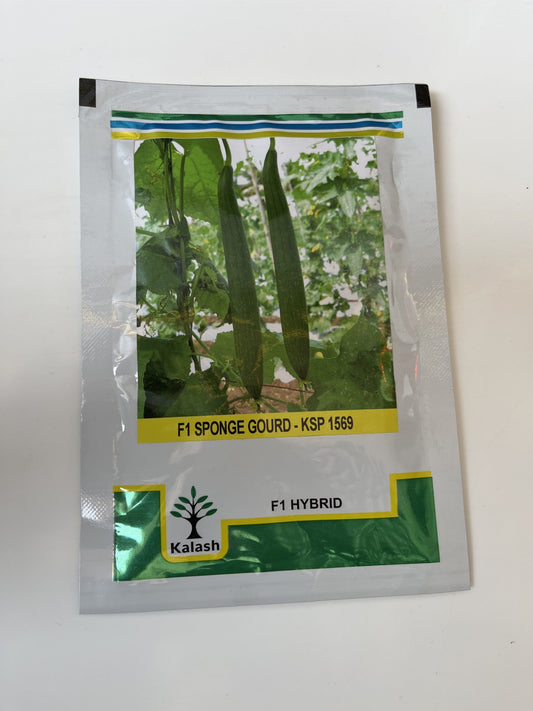 F1 SPONGE GOURD - KSP 1569
F1 HYBRID
Kalash